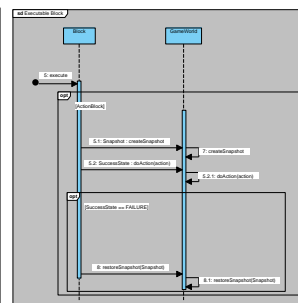 sd Executable Block
Block
GameWorld
5: execute
opt
[ActionBlock]
5.1: Snapshot : createSnapshot
7: createSnapshot
5.2: SuccessState : doAction(action)
5.2.1: doAction(action)
opt
[SuccessState == FAILURE]
8: restoreSnapshot(Snapshot)
8.1: restoreSnapshot(Snapshot)